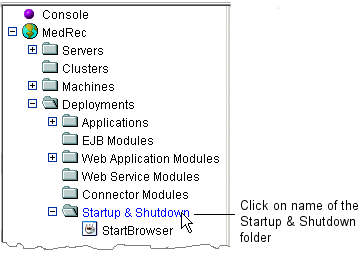 Console
MedRec
Servers
Clusters
Machines
Deployments
Applications
EJB Modules
Web Application Modules
Web Service Modules
Connector Modules
Startup & Shutdown
StartBrowser
Click on name of the
Startup & Shutdown
folder